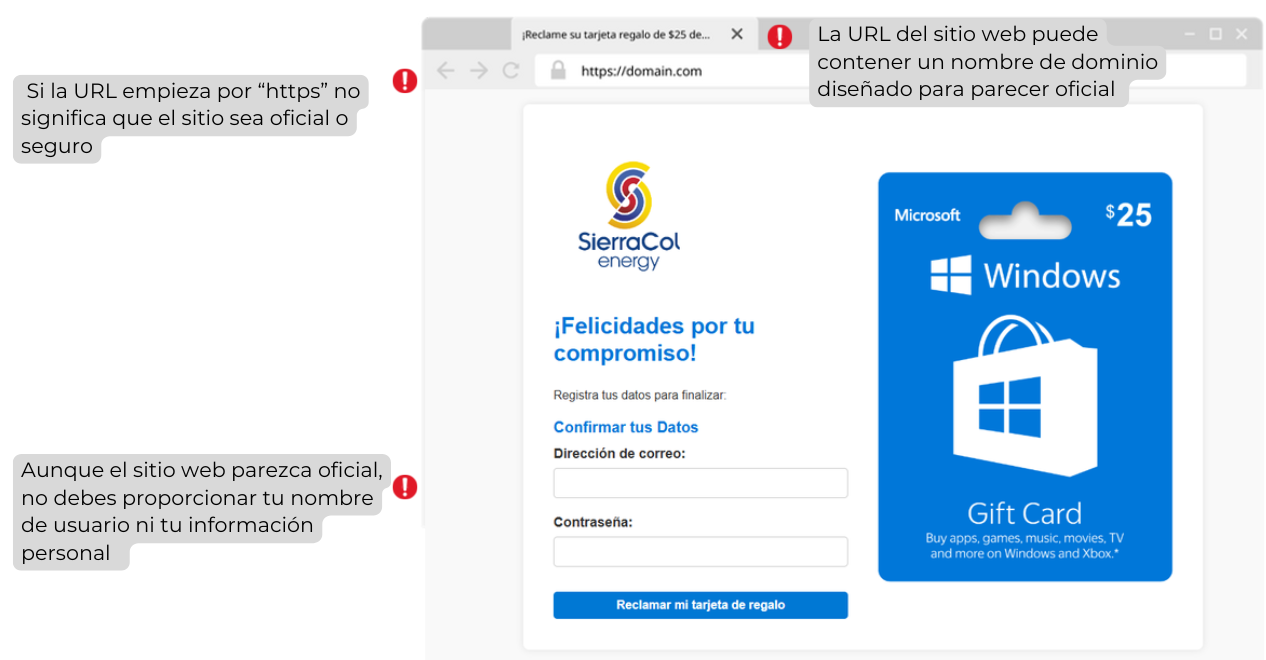 ¡Reclame su tarjeta regalo de $25 de...
https://domain.com
La URL del sitio web puede
contener un nombre de dominio
diseñado para parecer oficial
Si la URL empieza por “https” no
significa que el sitio sea oficial o
seguro
SierraCol
energy
¡Felicidades por tu
compromiso!
Registra tus datos para finalizar:
Confirmar tus Datos
Dirección de correo:
Contraseña:
Reclamar mi tarjeta de regalo
Microsoft
$25
Windows
Gift Card
Buy apps, games, music, movies, TV
and more on Windows and Xbox.*
Aunque el sitio web parezca oficial,
no debes proporcionar tu nombre
de usuario ni tu información
personal